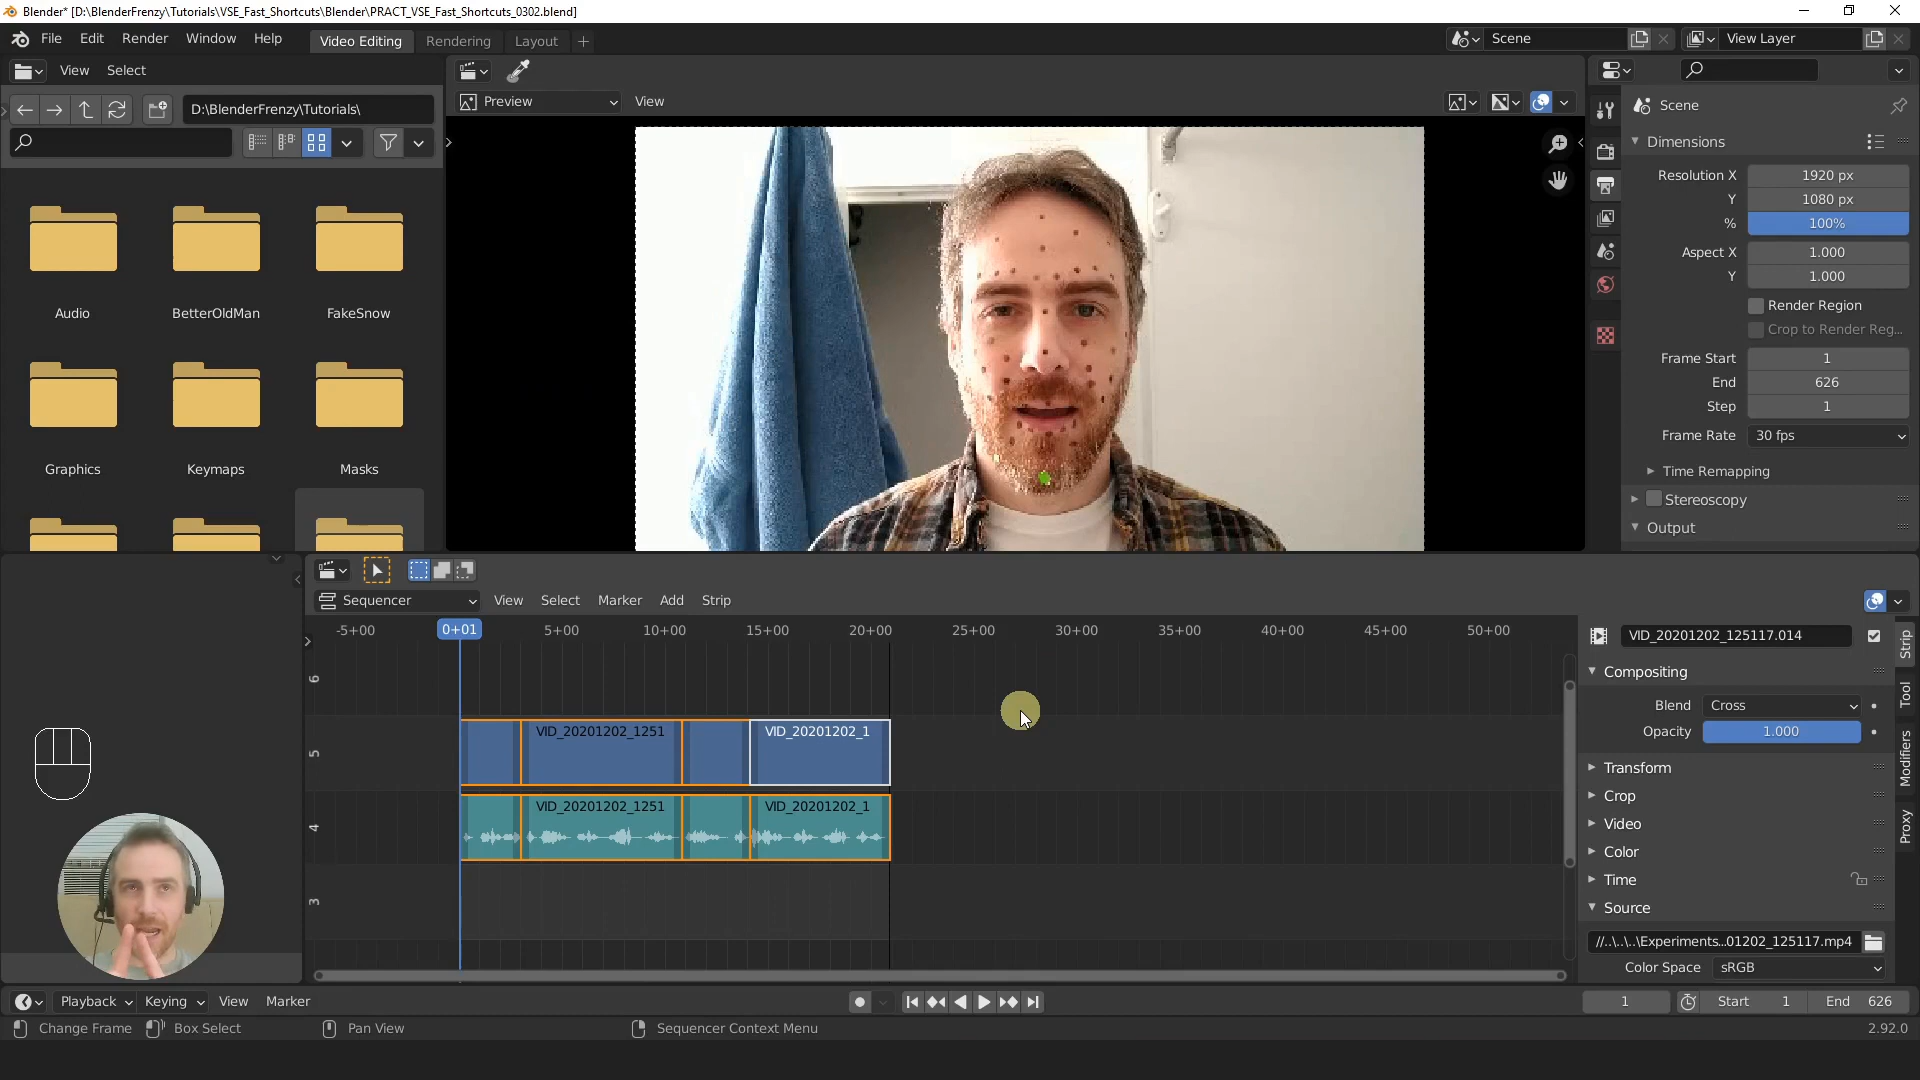 Blender* [D:\BlenderFrenzy\Tutorials\VSE_Fast_Shortcuts\Blender\PRACT_VSE_Fast_Shortcuts_0302.blend]
File Edit Render Window Help Video Editing Rendering Layout + Scene View Layer
View Select
D:\BlenderFrenzy\Tutorials\
Preview View
Scene
Dimensions
Resolution X 1920 px
Y 1080 px
% 100%
Aspect X 1.000
Y 1.000
Render Region
Crop to Render Reg...
Frame Start 1
End 626
Step 1
Frame Rate 30 fps
Time Remapping
Stereoscopy
Output
Audio BetterOldMan FakeSnow
Graphics Keymaps Masks
Sequencer View Select Marker Add Strip
-5+00 0+01 5+00 10+00 15+00 20+00 25+00 30+00 35+00 40+00 45+00 50+00
6
5
4
3
VID_20201202_1251 VID_20201202_1
VID_20201202_1251 VID_20201202_1
VID_20201202_125117.014
Compositing
Blend Cross
Opacity 1.000
Transform
Crop
Video
Color
Time
Source
//..\..\..\Experiments...01202_125117.mp4
Color Space sRGB
Strip
Tool
Modifiers
Proxy
Playback Keying View Marker 1 Start 1 End 626
Change Frame Box Select Pan View Sequencer Context Menu 2.92.0